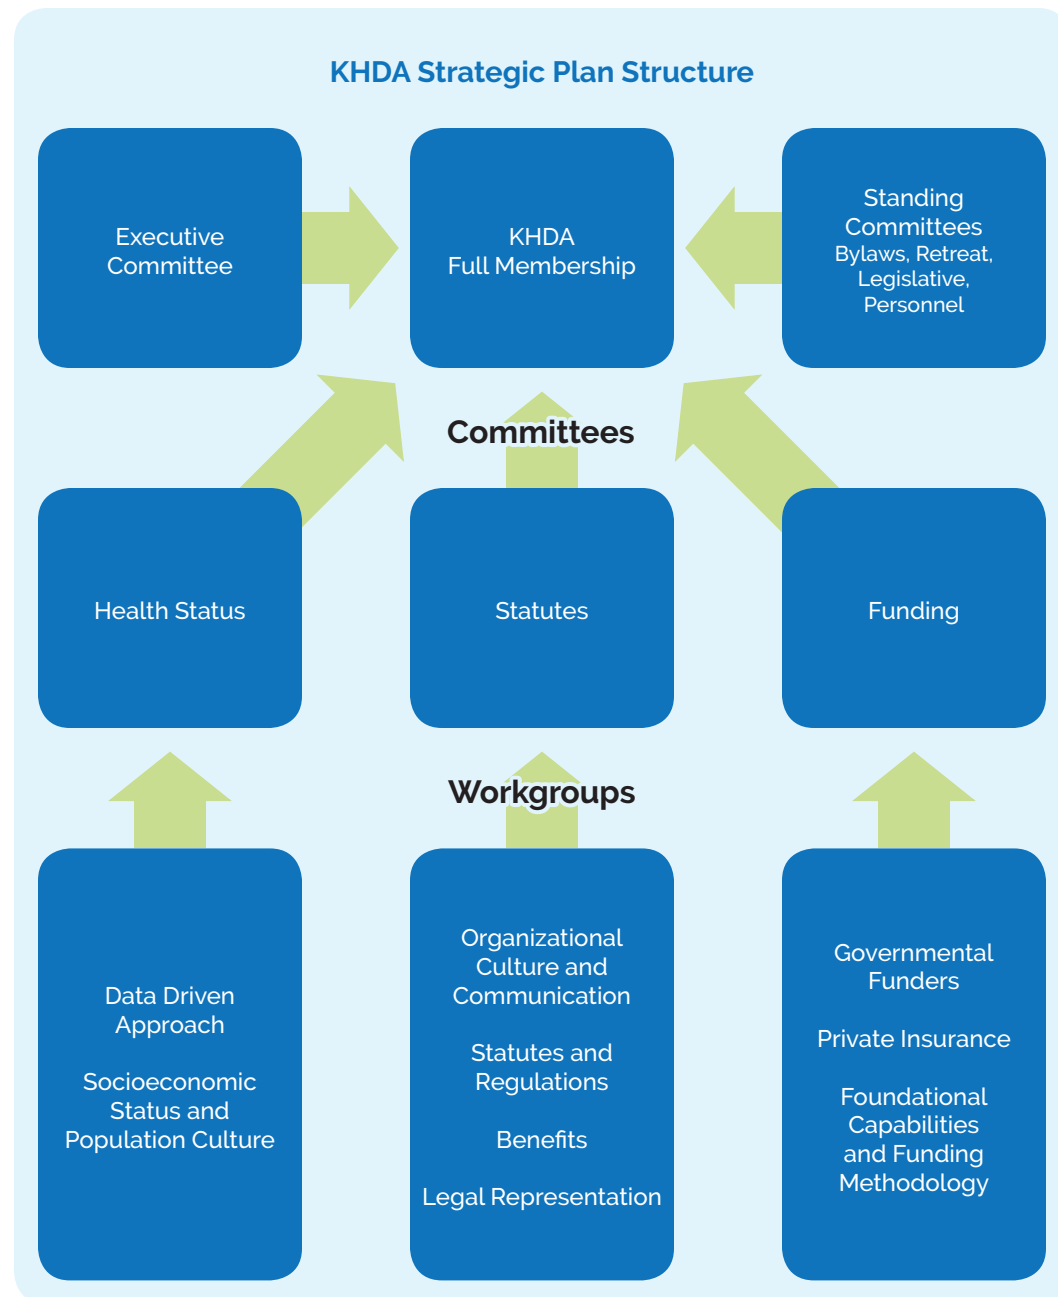 KHDA Strategic Plan Structure
Executive
Committee
KHDA
Full Membership
Standing
Committees
Bylaws, Retreat,
Legislative,
Personnel
Committees
Health Status
Statutes
Funding
Workgroups
Data Driven
Approach
Socioeconomic
Status and
Population Culture
Organizational
Culture and
Communication
Statutes and
Regulations
Benefits
Legal Representation
Governmental
Funders
Private Insurance
Foundational
Capabilities
and Funding
Methodology